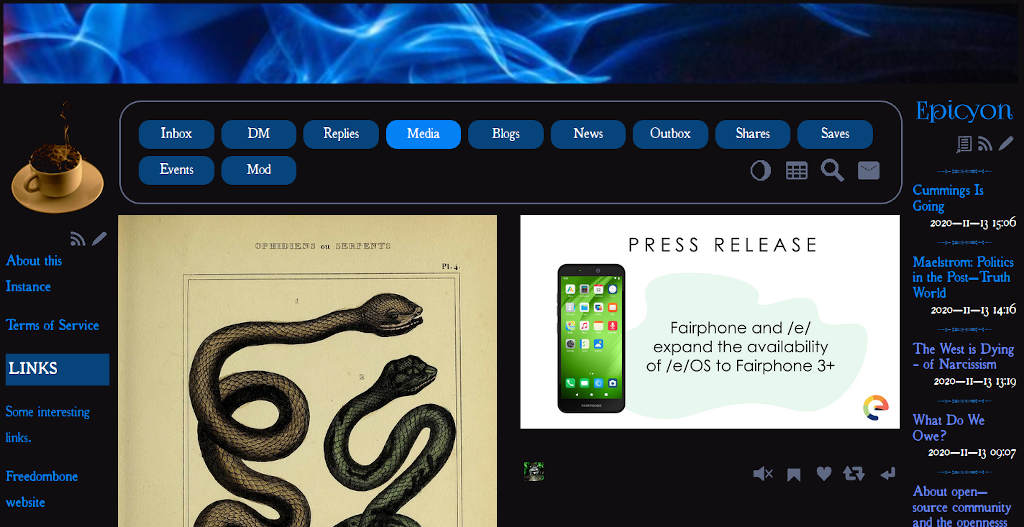 Inbox
DM
Replies
Media
Blogs
News
Outbox
Shares
Saves
Events
Mod
About this
Instance
Terms of Service
LINKS
Some interesting
links.
Freedombone
website
OPHIDIENS ou SERPENTS
Pl. 4.
1
2
PRESS RELEASE
Fairphone and /e/
expand the availability
of /e/OS to Fairphone 3+
Epicyon
Cummings Is
Going
2020-11-13 15:06
Maelstrom: Politics
in the Post-Truth
World
2020-11-13 14:16
The West is Dying
- of Narcissism
2020-11-13 13:19
What Do We
Owe?
2020-11-13 09:07
About open-
source community
and the openness